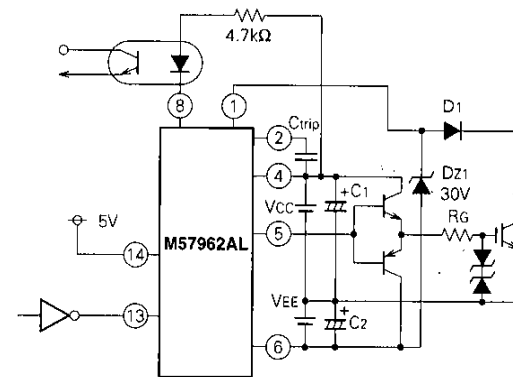 4.7kΩ
8
1
D1
2
Ctrip
4
+C1
DZ1
30V
VCC
5V
M57962AL
5
RG
14
VEE
+
C2
13
6